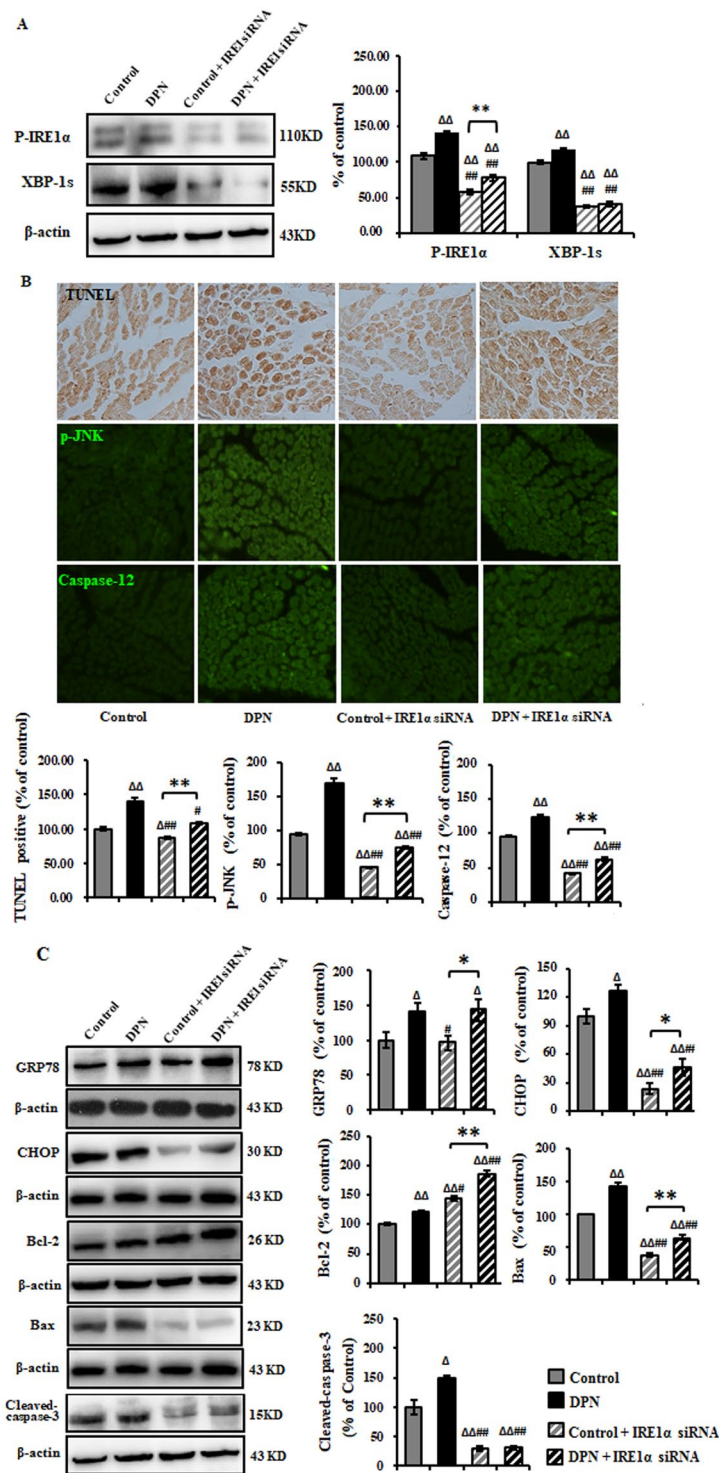 A
Control
DPN
Control + IRE1siRNA
DPN + IRE1siRNA
P-IRE1α
110KD
XBP-1s
55KD
β-actin
43KD
% of control
250.00
200.00
150.00
100.00
50.00
0.00
ΔΔ
**
ΔΔ
##
ΔΔ
##
ΔΔ
ΔΔ
##
ΔΔ
##
P-IRE1α
XBP-1s
B
TUNEL
p-JNK
Caspase-12
Control
DPN
Control + IRE1α siRNA
DPN + IRE1α siRNA
TUNEL positive (% of control)
200.00
150.00
100.00
50.00
0.00
ΔΔ
**
Δ##
#
p-JNK (% of control)
200
150
100
50
0
ΔΔ
**
ΔΔ##
ΔΔ##
Caspase-12 (% of control)
200
150
100
50
0
ΔΔ
**
ΔΔ##
ΔΔ##
C
Control
DPN
Control + IRE1siRNA
DPN + IRE1siRNA
GRP78
78 KD
β-actin
43 KD
CHOP
30 KD
β-actin
43 KD
Bcl-2
26 KD
β-actin
43 KD
Bax
23 KD
β-actin
43 KD
Cleaved-
caspase-3
15KD
β-actin
43 KD
GRP78 (% of control)
200
150
100
50
0
Δ
*
#
Δ
CHOP (% of control)
150
120
90
60
30
0
Δ
*
ΔΔ##
ΔΔ##
Bcl-2 (% of control)
250
200
150
100
50
0
ΔΔ
**
ΔΔ#
ΔΔ##
Bax (% of control)
200
150
100
50
0
ΔΔ
**
ΔΔ##
ΔΔ##
Cleaved-caspase-3
(% of Control)
250
200
150
100
50
0
Δ
ΔΔ##
ΔΔ##
Control
DPN
Control + IRE1α siRNA
DPN + IRE1α siRNA